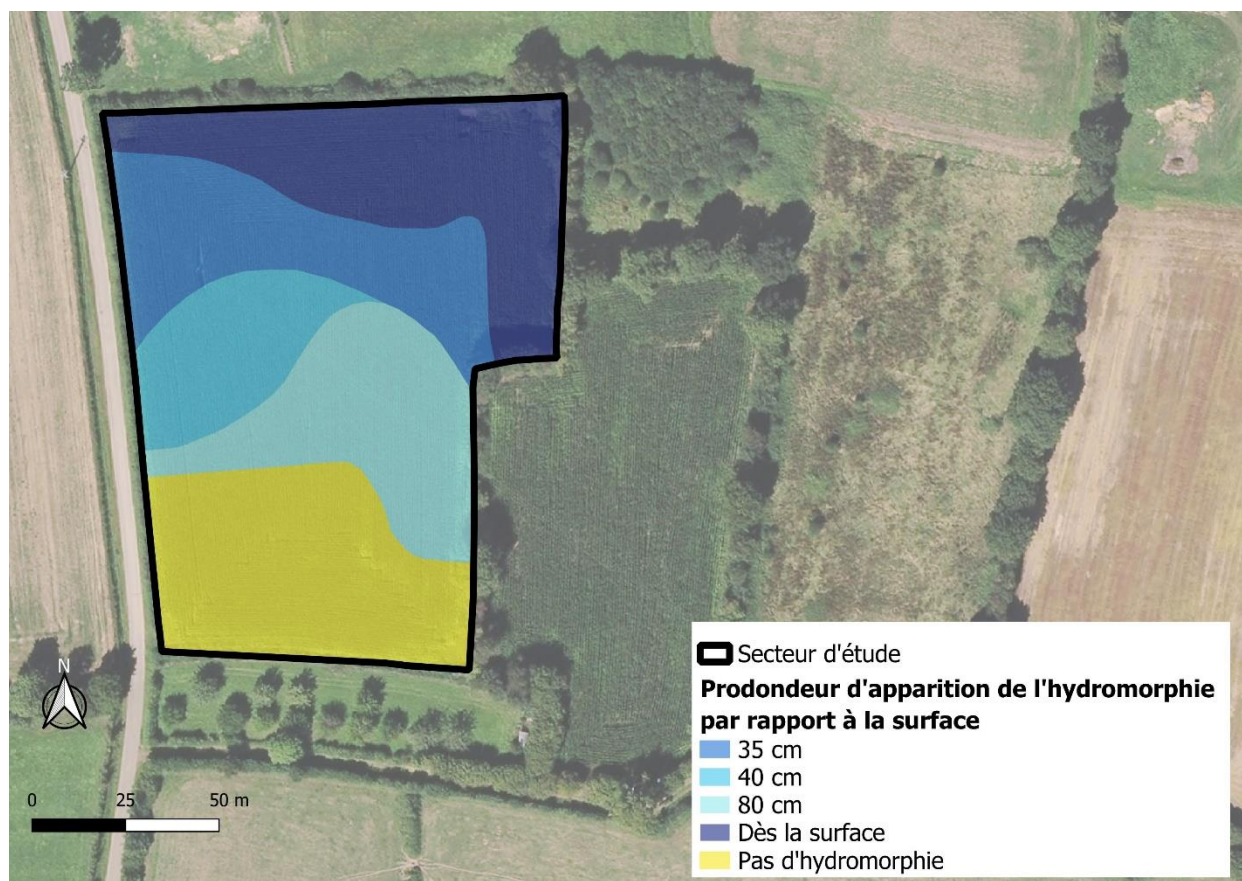 Secteur d'étude
Prodondeur d'apparition de l'hydromorphie
par rapport à la surface
35 cm
40 cm
80 cm
Dès la surface
Pas d'hydromorphie
N
0 25 50 m